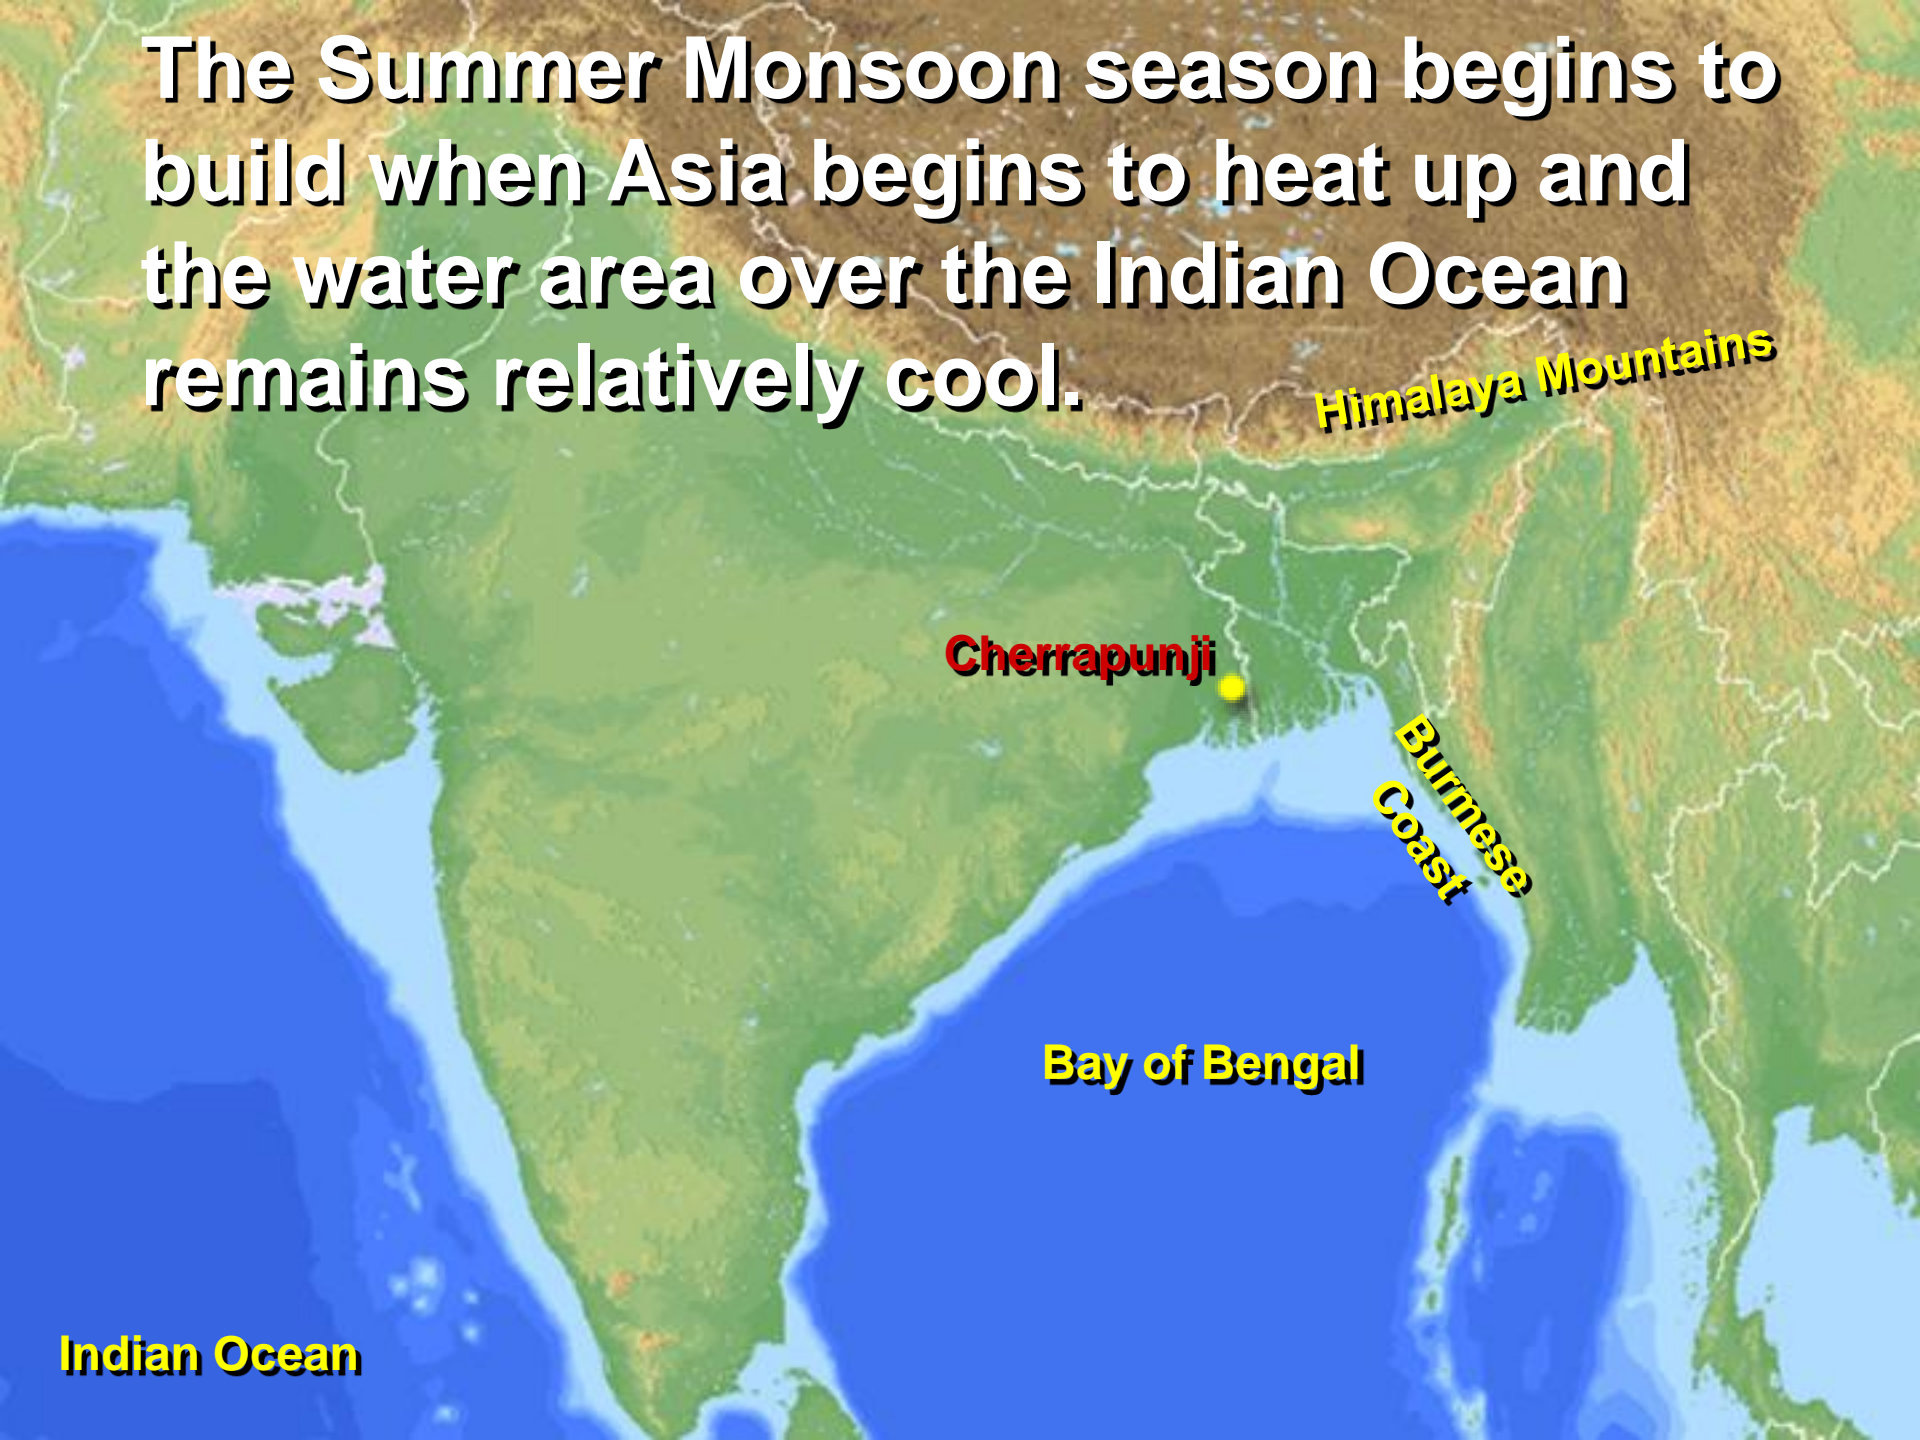 The Summer Monsoon season begins to
build when Asia begins to heat up and
the water area over the Indian Ocean
remains relatively cool.
Himalaya Mountains
Cherrapunji
Burmese
Coast
Bay of Bengal
Indian Ocean